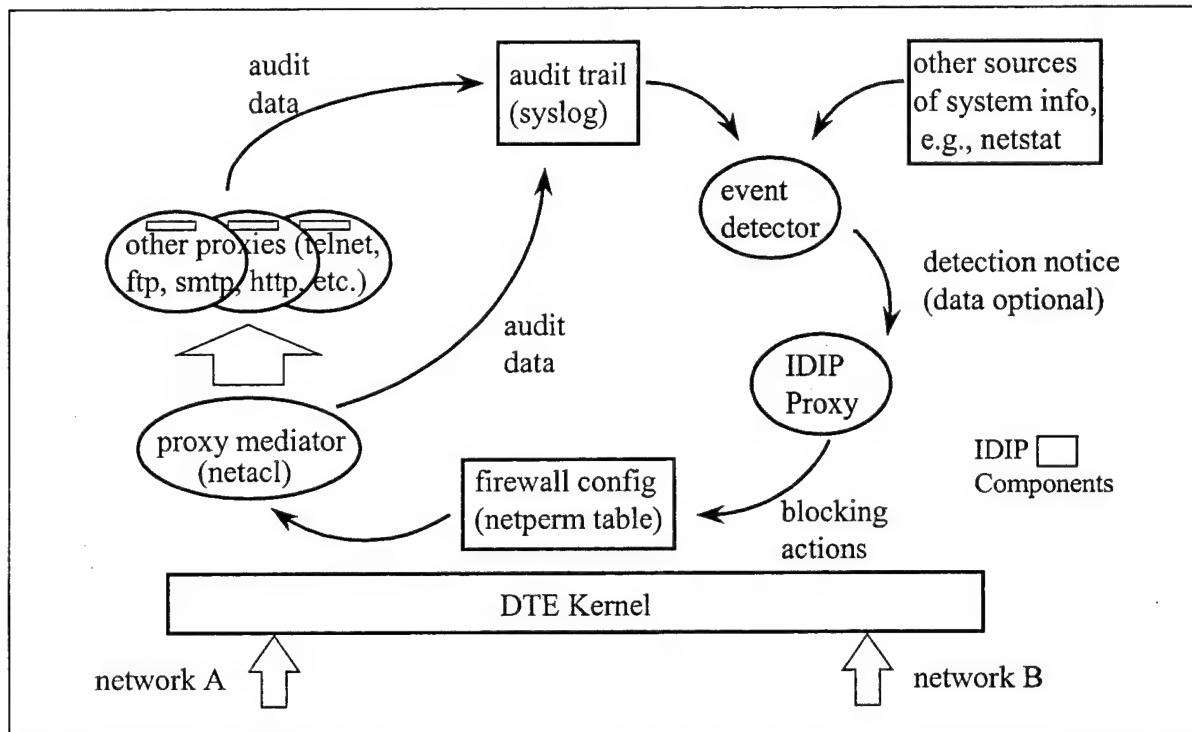 audit
data
audit trail
(syslog)
other sources
of system info,
e.g., netstat
event
detector
other proxies (telnet,
ftp, smtp, http, etc.)
detection notice
(data optional)
audit
data
IDIP
Proxy
proxy mediator
(netacl)
firewall config
(netperm table)
IDIP
Components
blocking
actions
DTE Kernel
network A
network B